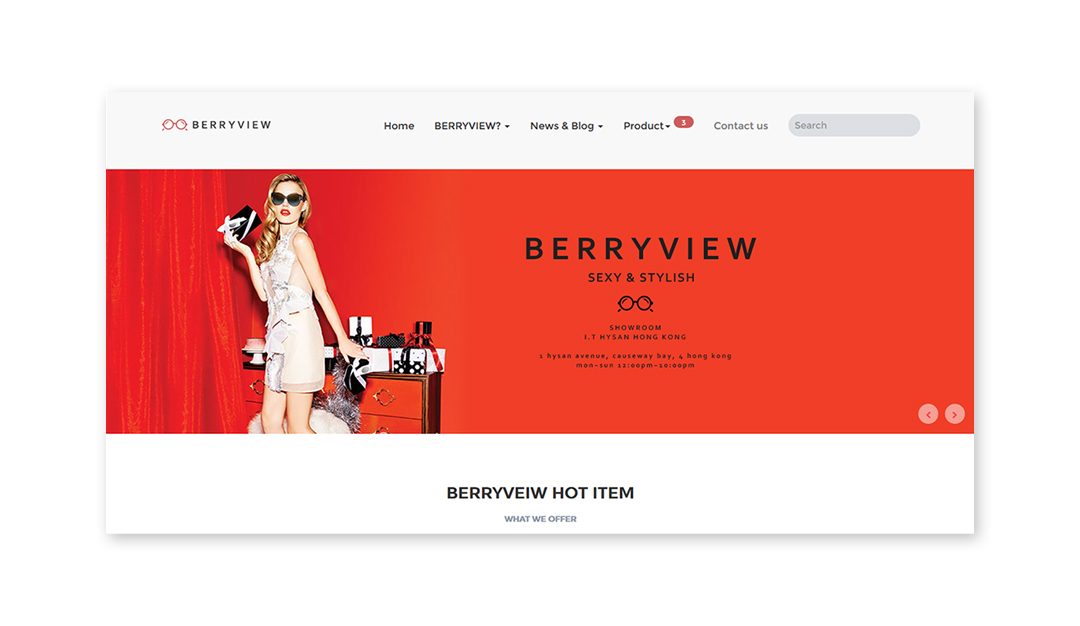 BERRYVIEW
Home BERRYVIEW? News & Blog Product 3 Contact us Search
BERRYVIEW
SEXY & STYLISH
SHOWROOM
I.T HYSAN HONG KONG
1 hysan avenue, causeway bay, 4 hong kong
mon-sun 12:00pm-10:00pm
BERRYVEIW HOT ITEM
WHAT WE OFFER